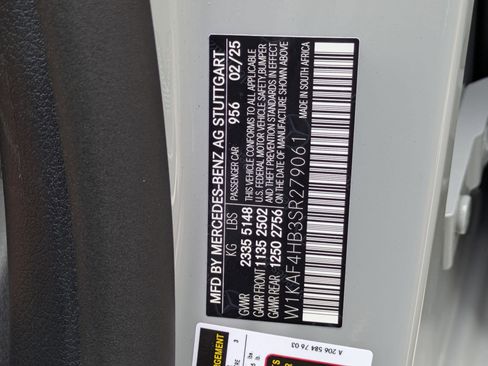 MFD BY MERCEDES-BENZ AG STUTTGART
PASSENGER CAR 956 02/25
KG LBS
GVWR 2335 5148
GAWR FRONT 1135 2502
GAWR REAR 1250 2756
THIS VEHICLE CONFORMS TO ALL APPLICABLE
U.S. FEDERAL MOTOR VEHICLE SAFETY,BUMPER
AND THEFT PREVENTION STANDARDS IN EFFECT
ON THE DATE OF MANUFACTURE SHOWN ABOVE
W1KAF4HB3SR279061
MADE IN SOUTH AFRICA
A 206 584 76 03